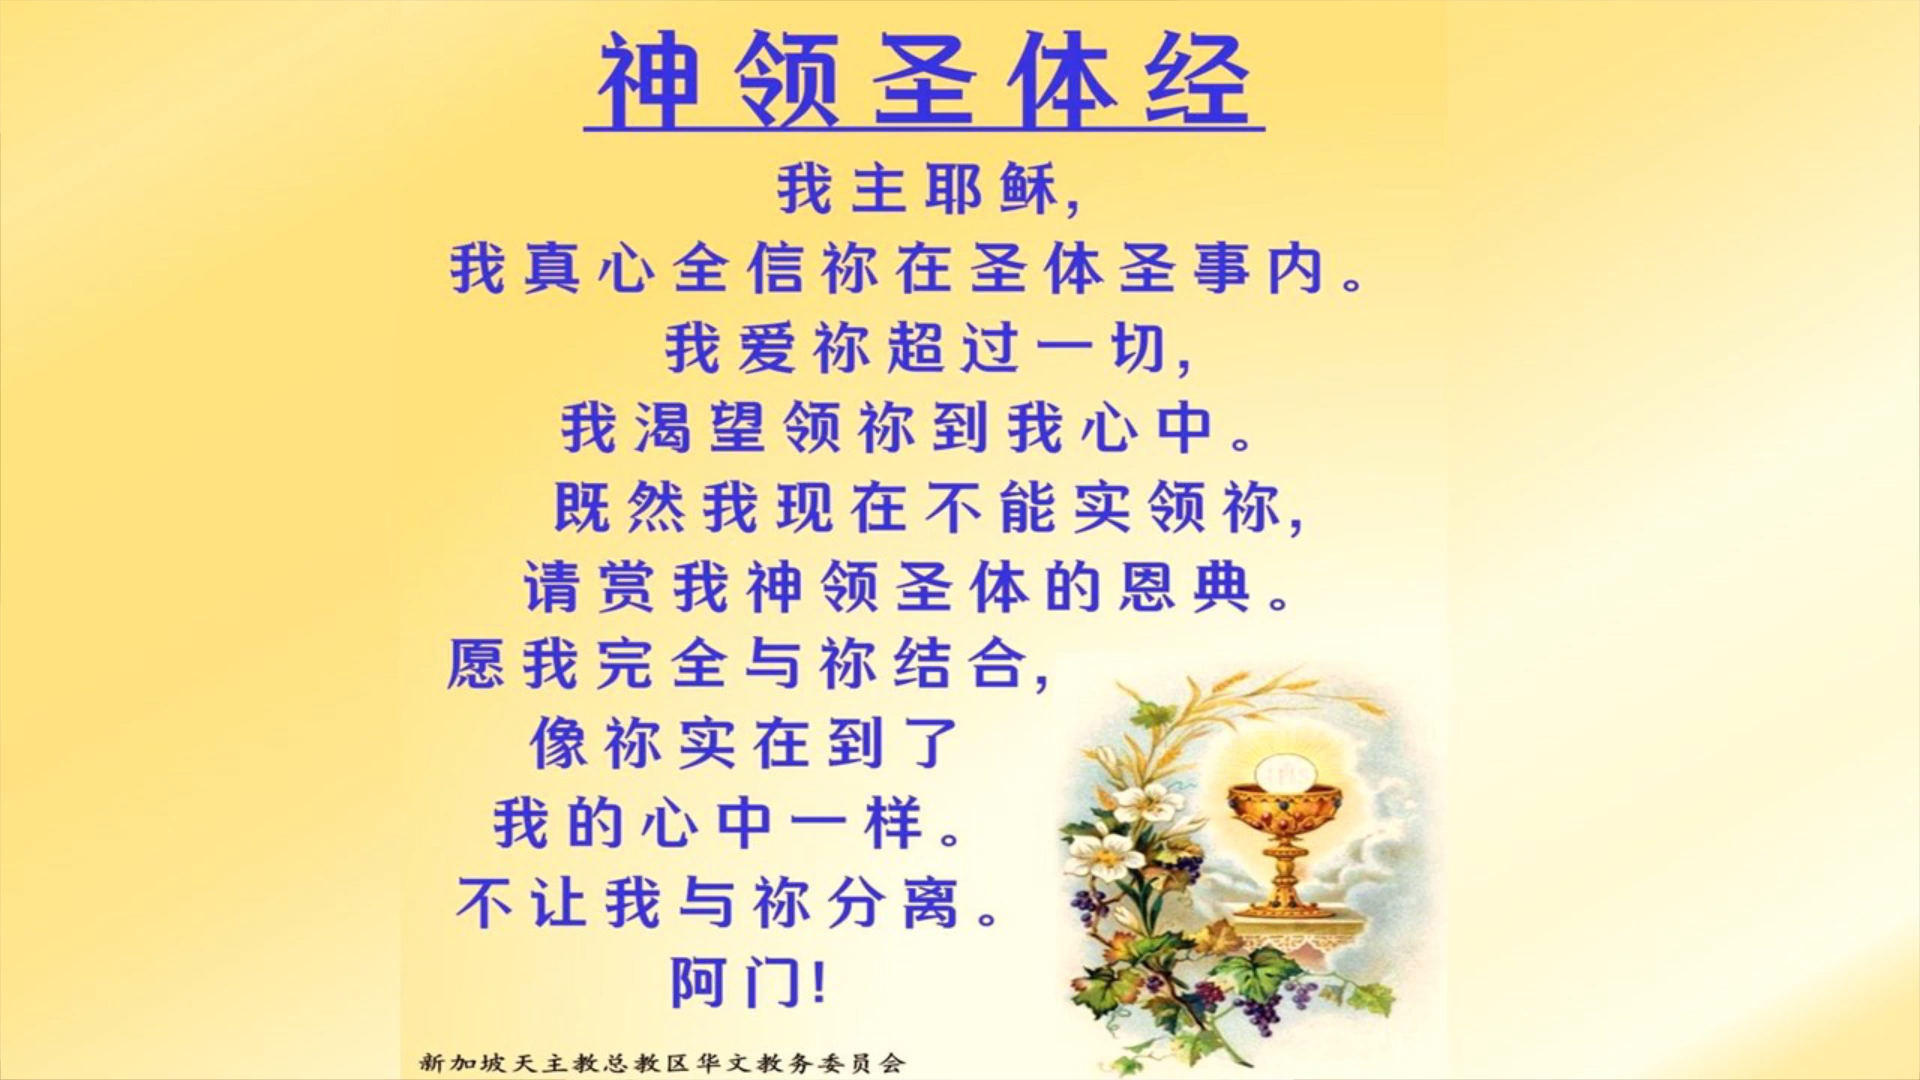 神领圣体经
我主耶稣,
我真心全信祢在圣体圣事内。
我爱祢超过一切,
我渴望领祢到我心中。
既然我现在不能实领祢,
请赏我神领圣体的恩典。
愿我完全与祢结合,
像祢实在到了
我的心中一样。
不让我与祢分离。
阿门!
IHS
新加坡天主教总教区华文教务委员会